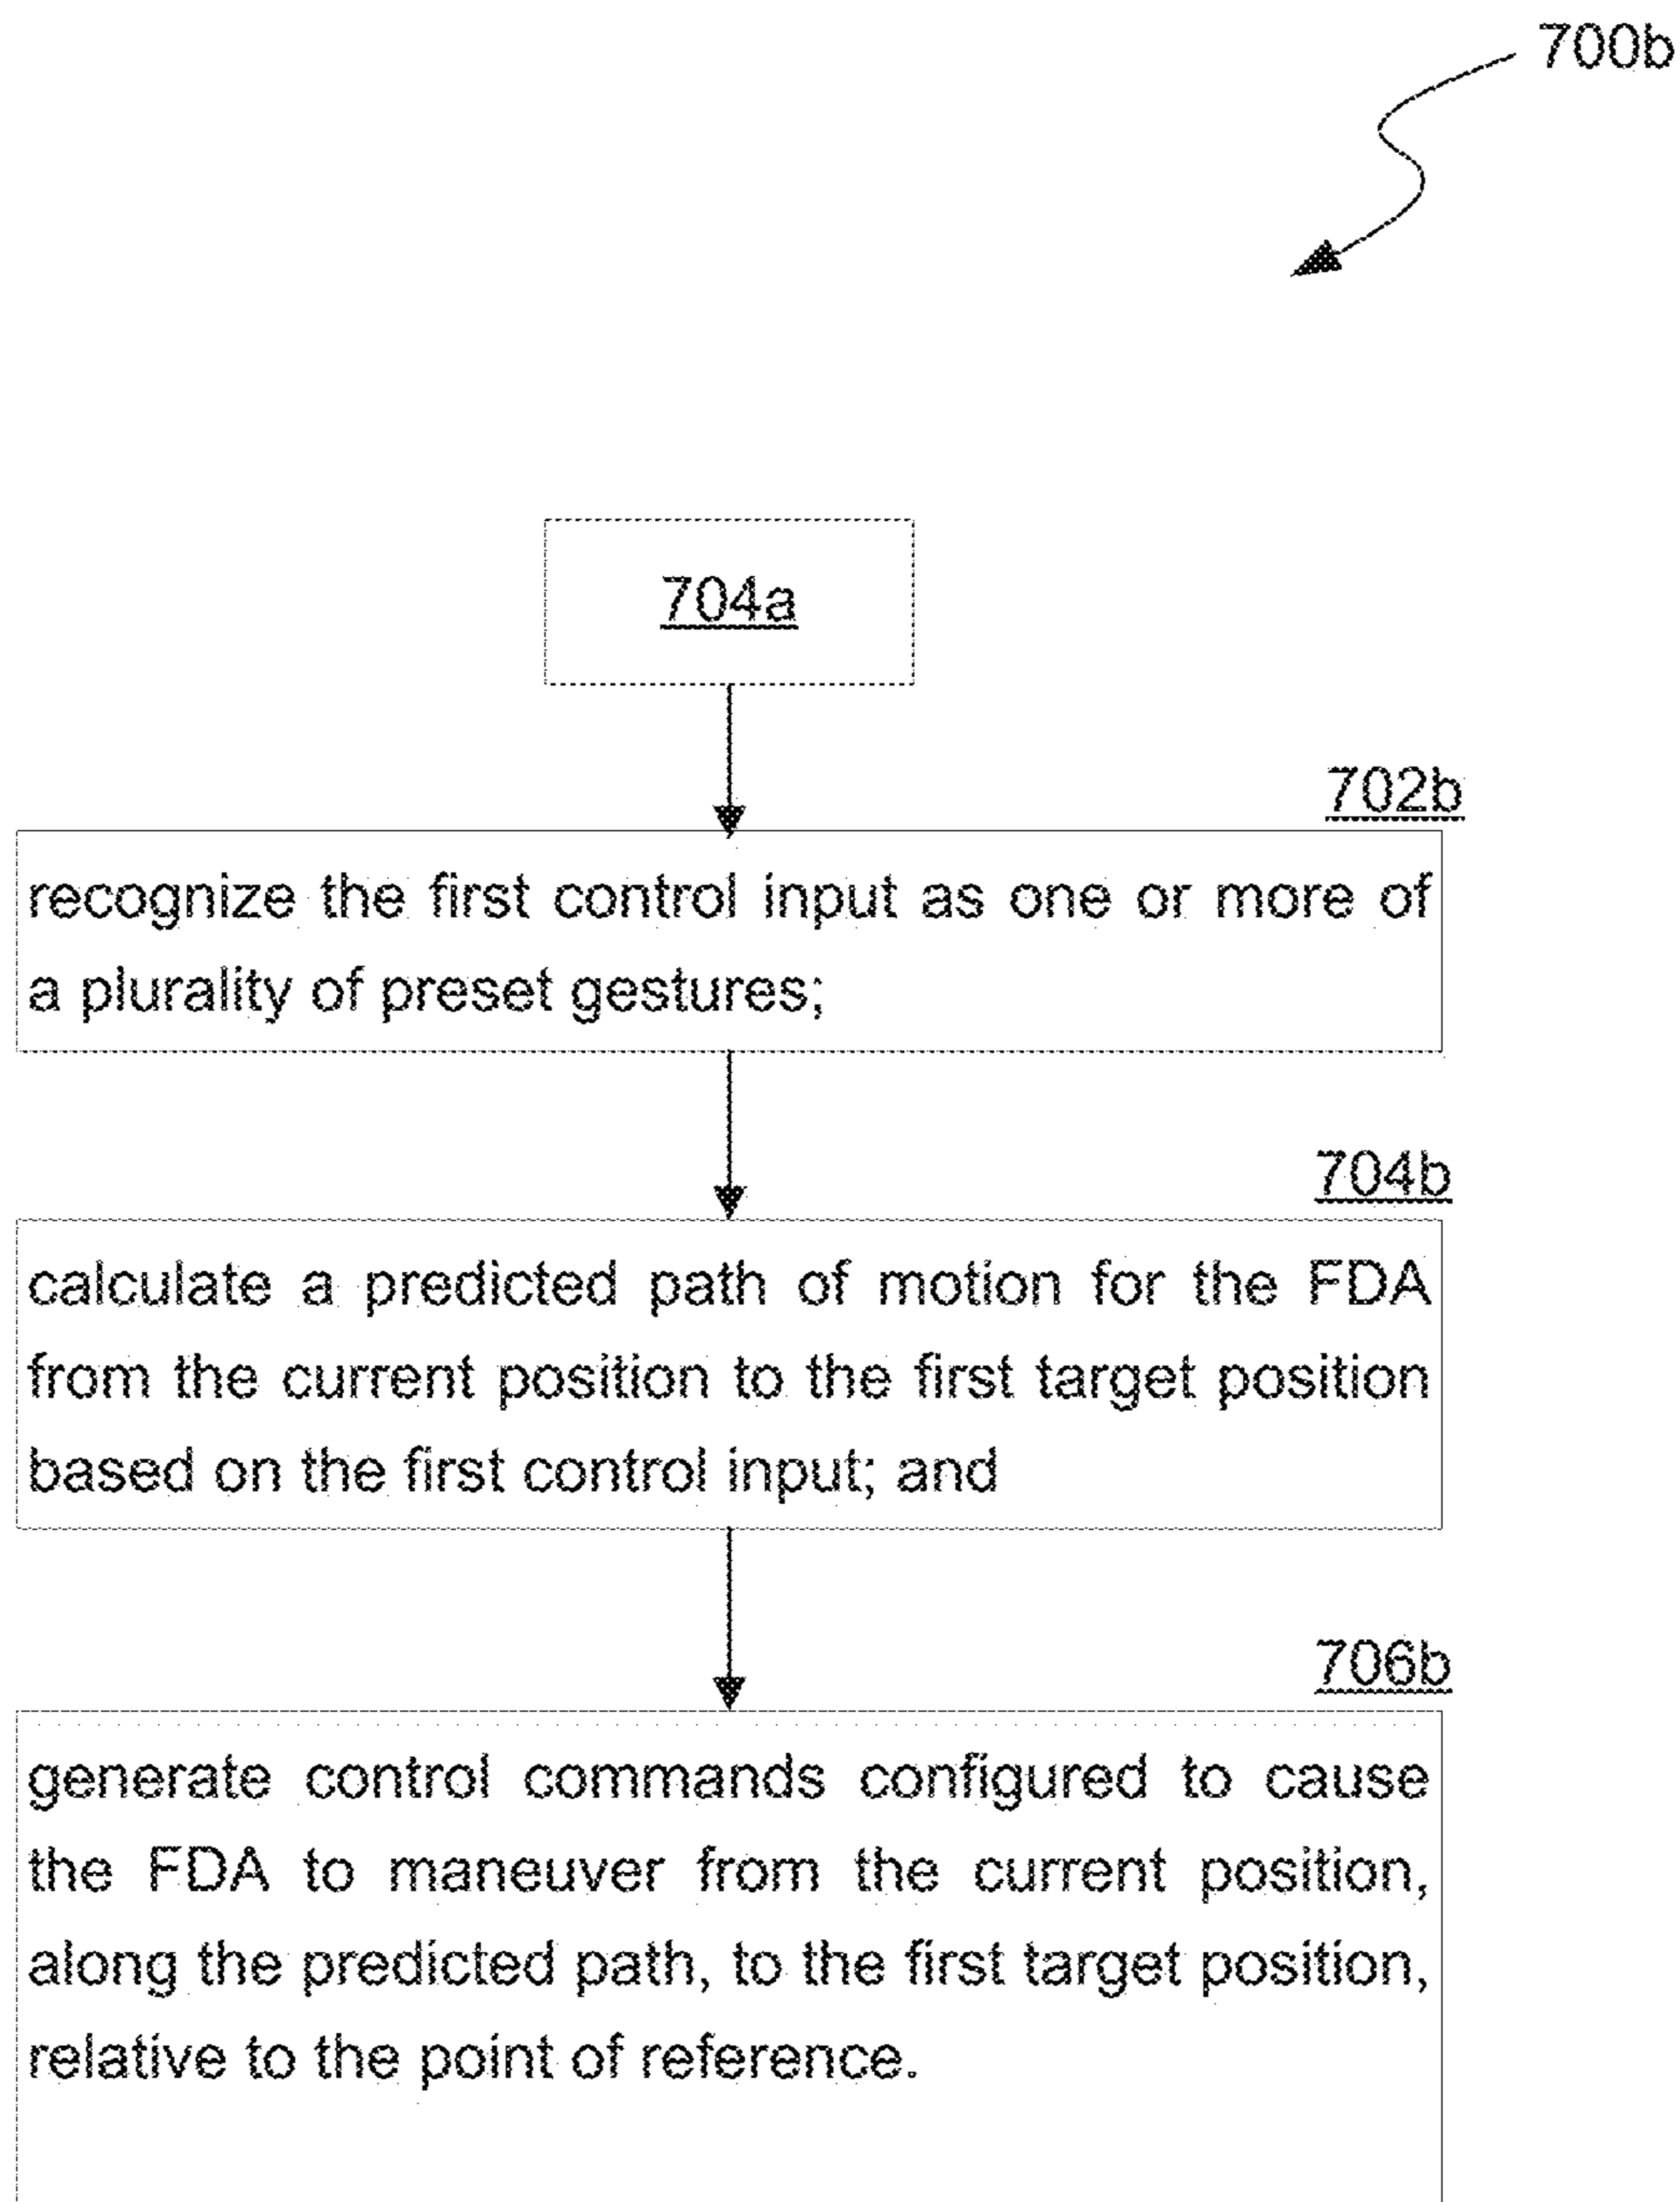 700b
704a
702b
recognize the first control input as one or more of
a plurality of preset gestures;
704b
calculate a predicted path of motion for the FDA
from the current position to the first target position
based on the first control input; and
706b
generate control commands configured to cause
the FDA to maneuver from the current position,
along the predicted path, to the first target position,
relative to the point of reference.